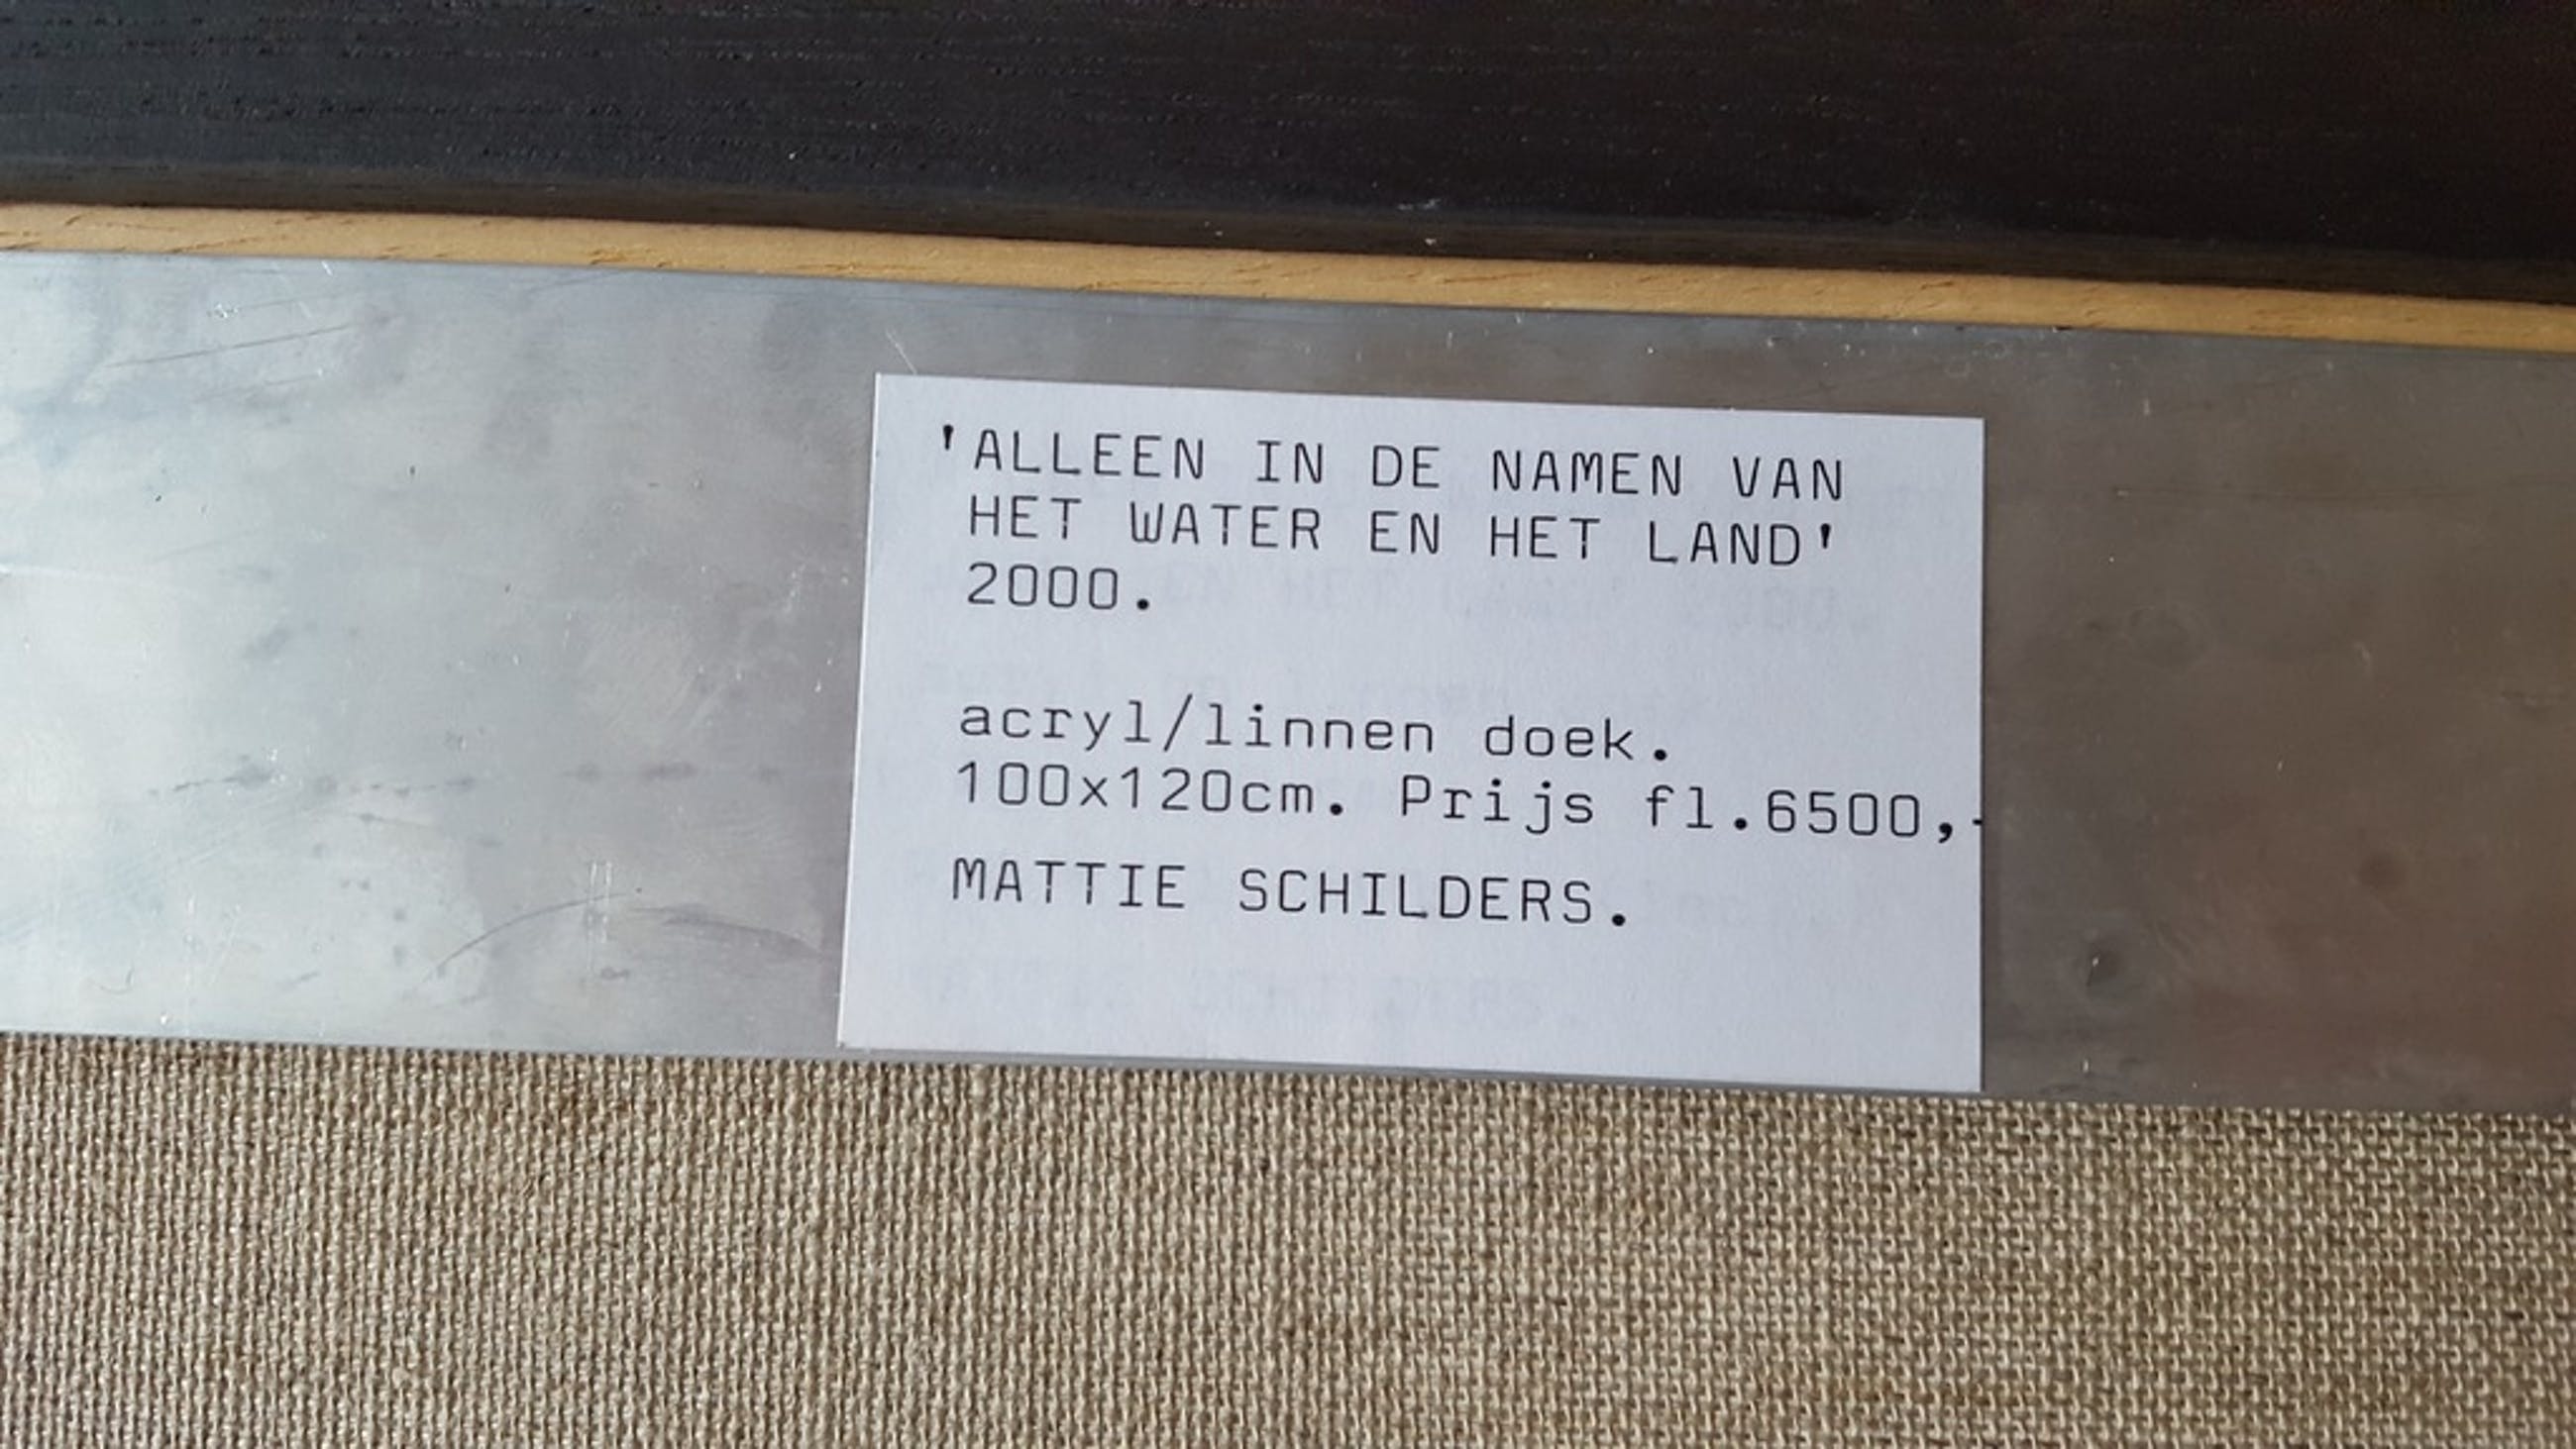 'ALLEEN IN DE NAMEN VAN
HET WATER EN HET LAND'
2000.
acryl/linnen doek.
100x120cm. Prijs fl.6500,-
MATTIE SCHILDERS.